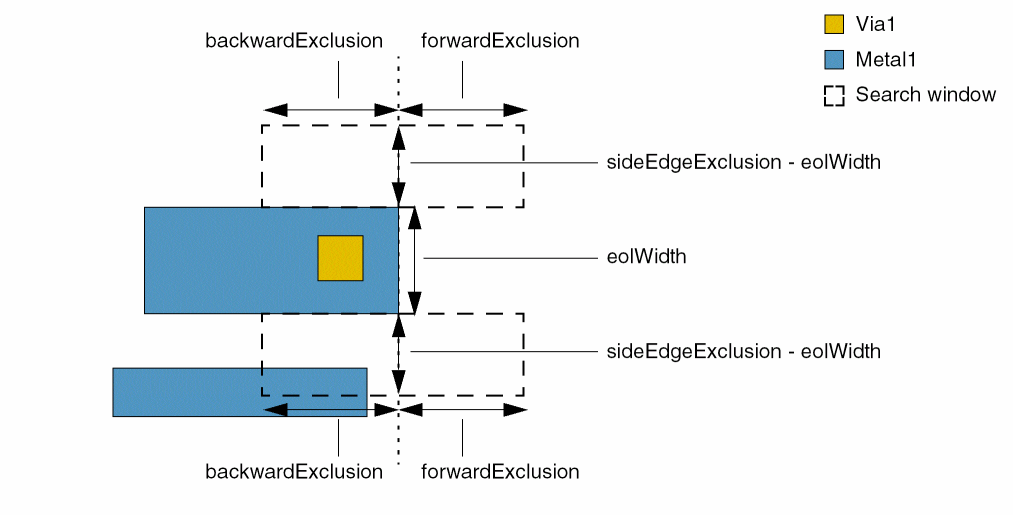 backwardExclusion forwardExclusion
Via1
Metal1
Search window
sideEdgeExclusion - eolWidth
eolWidth
sideEdgeExclusion - eolWidth
backwardExclusion forwardExclusion